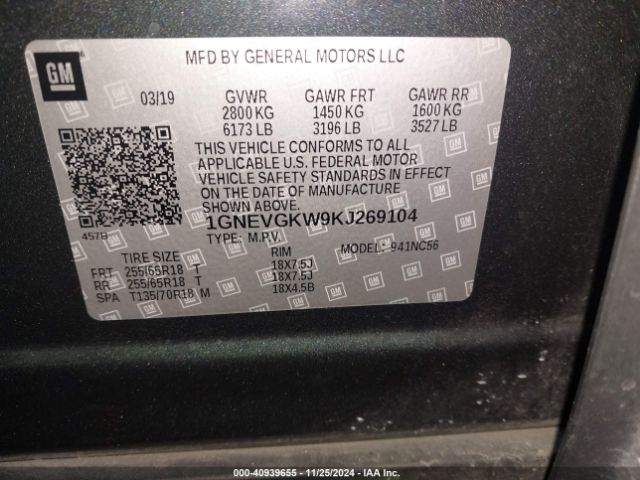 GM
MFD BY GENERAL MOTORS LLC
03/19 GVWR GAWR FRT GAWR RR
2800 KG 1450 KG 1600 KG
6173 LB 3196 LB 3527 LB
THIS VEHICLE CONFORMS TO ALL
APPLICABLE U.S. FEDERAL MOTOR
VEHICLE SAFETY STANDARDS IN EFFECT
ON THE DATE OF MANUFACTURE
SHOWN ABOVE.
1GNEVGKW9KJ269104
457B TYPE: M.P.V. MODEL: 941NC56
TIRE SIZE RIM
FRT 255/65R18 T 18X7.5J
RR 255/65R18 T 18X7.5J
SPA T135/70R18 M 18X4.5B
000-40939655 - 11/25/2024 - IAA Inc.